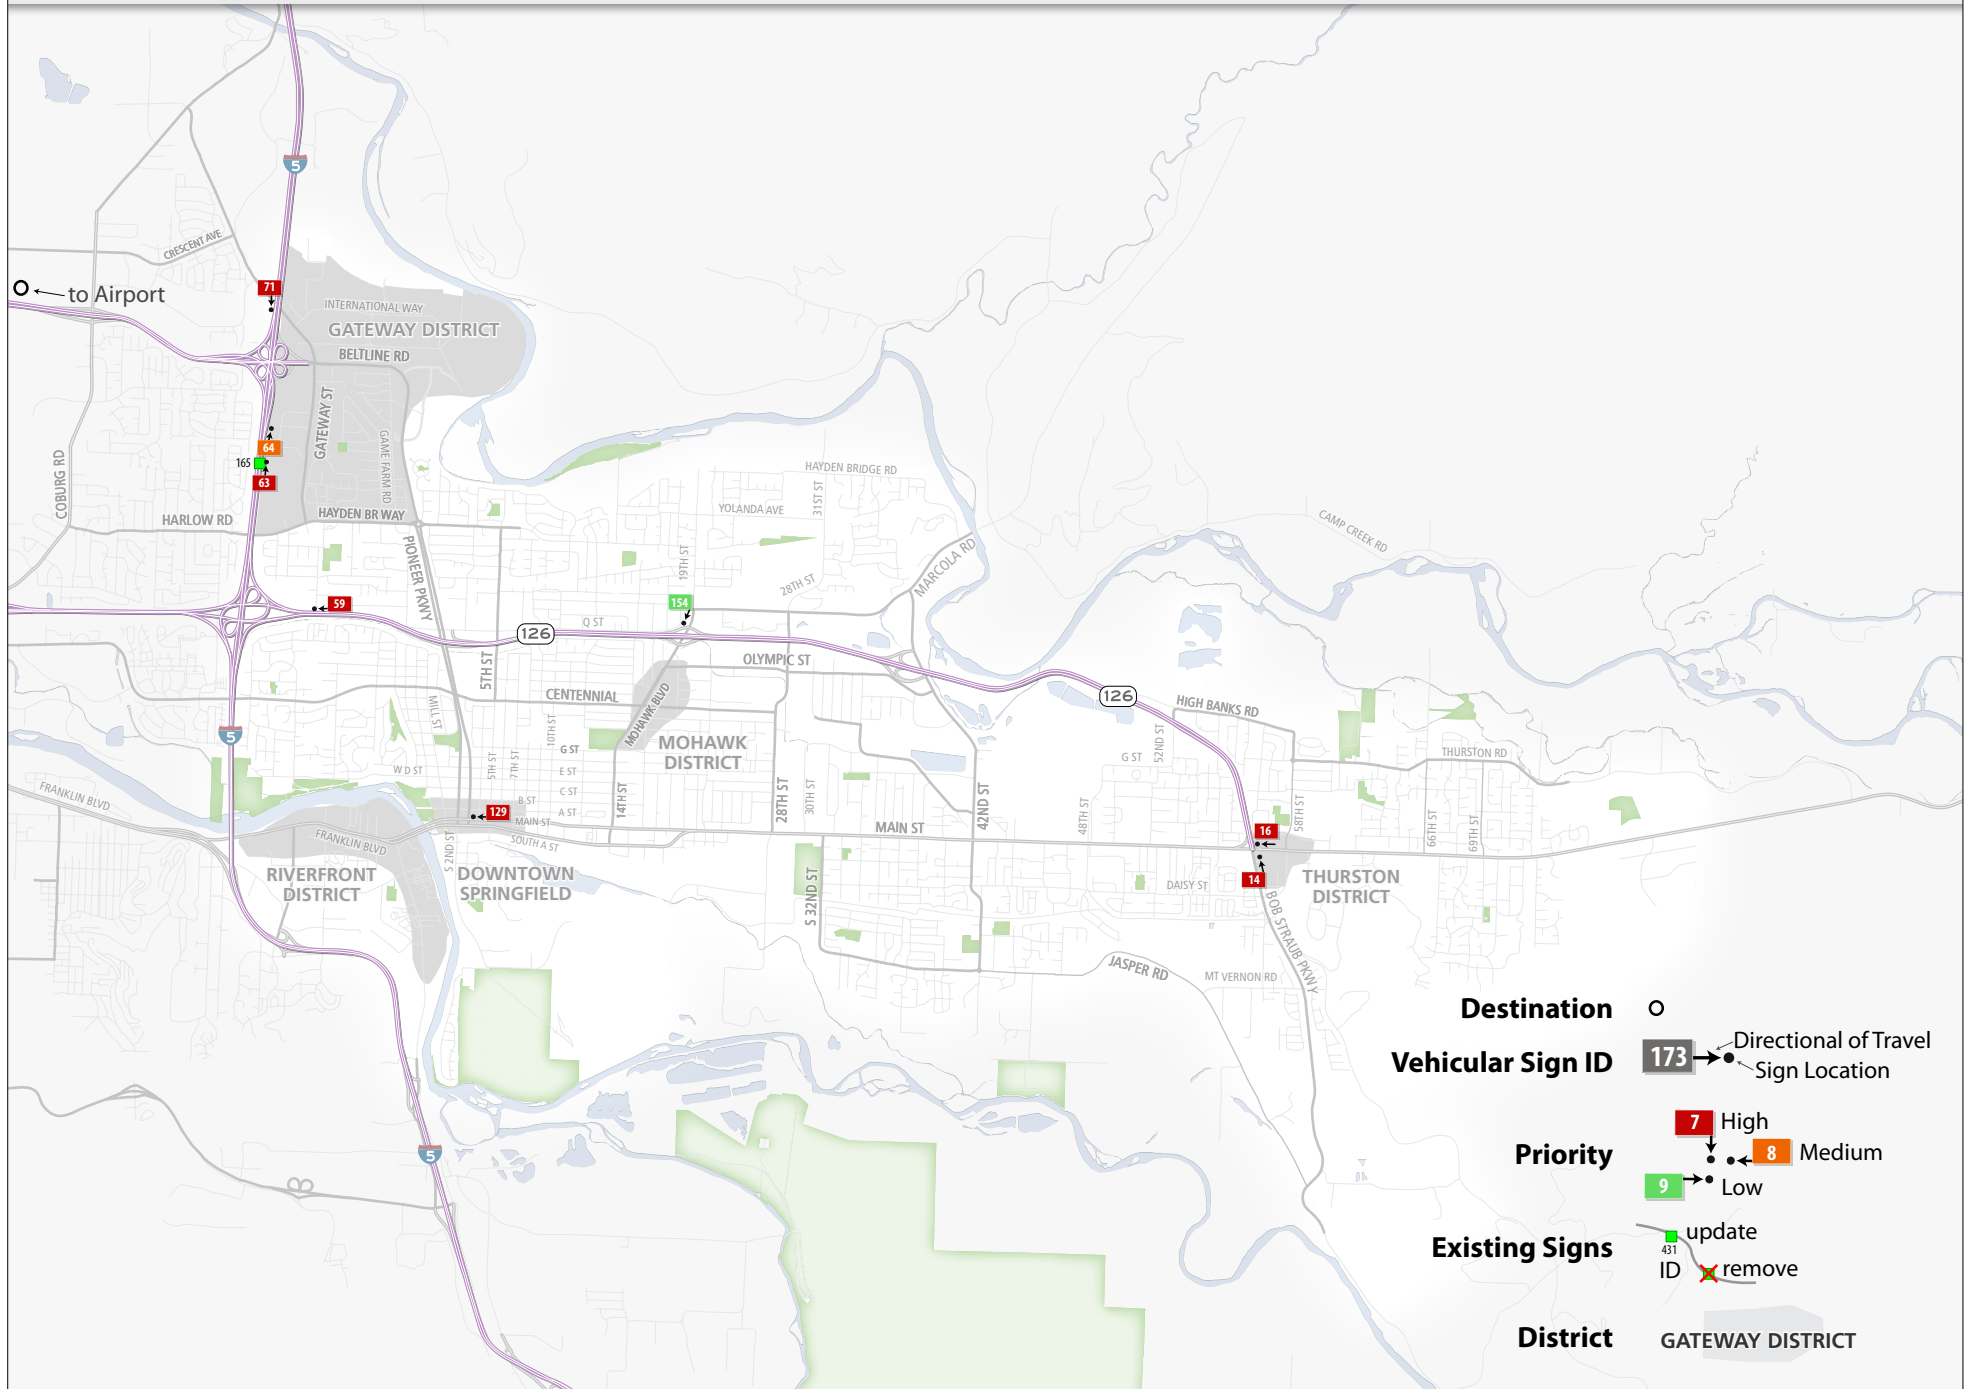 5
CRESCENT AVE
to Airport
71
INTERNATIONAL WAY
GATEWAY DISTRICT
BELTLINE RD
GATEWAY ST
GAME FARM RD
64
165
63
COBURG RD
HARLOW RD
HAYDEN BR WAY
PIONEER PKWY
HAYDEN BRIDGE RD
31ST ST
YOLANDA AVE
19TH ST
28TH ST
MARCOLA RD
CAMP CREEK RD
59
154
Q ST
126
OLYMPIC ST
5TH ST
CENTENNIAL
MILL ST
10TH ST
MOHAWK BLVD
126
HIGH BANKS RD
52ND ST
5
G ST
MOHAWK
DISTRICT
G ST
THURSTON RD
W D ST
5TH ST
7TH ST
E ST
C ST
B ST
A ST
14TH ST
28TH ST
30TH ST
42ND ST
48TH ST
58TH ST
66TH ST
69TH ST
FRANKLIN BLVD
129
MAIN ST
MAIN ST
16
FRANKLIN BLVD
S 2ND ST
SOUTH A ST
RIVERFRONT
DISTRICT
DOWNTOWN
SPRINGFIELD
S 32ND ST
DAISY ST
14
THURSTON
DISTRICT
BOB STRAUB PKWY
JASPER RD
MT VERNON RD
5
Destination
Vehicular Sign ID
173
Directional of Travel
Sign Location
Priority
7
High
8
Medium
9
Low
Existing Signs
update
431
ID
remove
District
GATEWAY DISTRICT